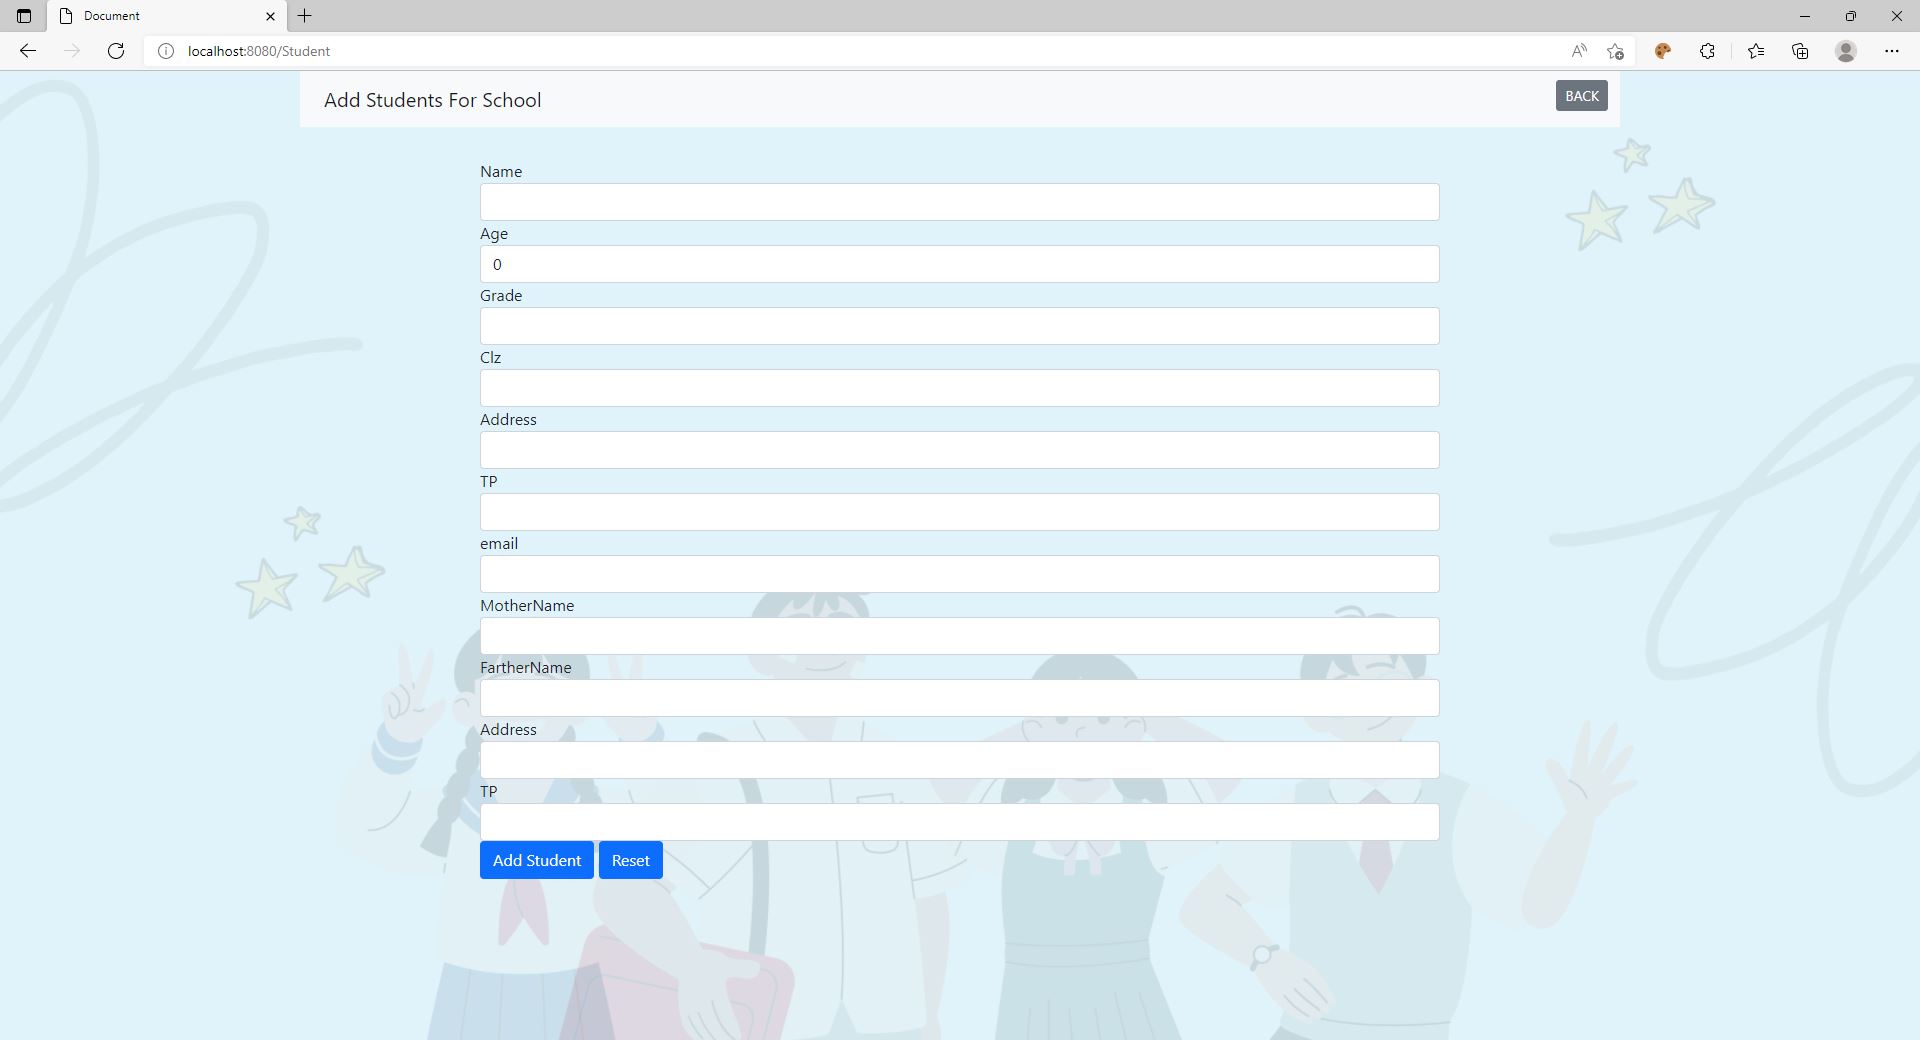 Document
localhost:8080/Student
Add Students For School
BACK
Name
Age
0
Grade
Clz
Address
TP
email
MotherName
FartherName
Address
TP
Add Student Reset